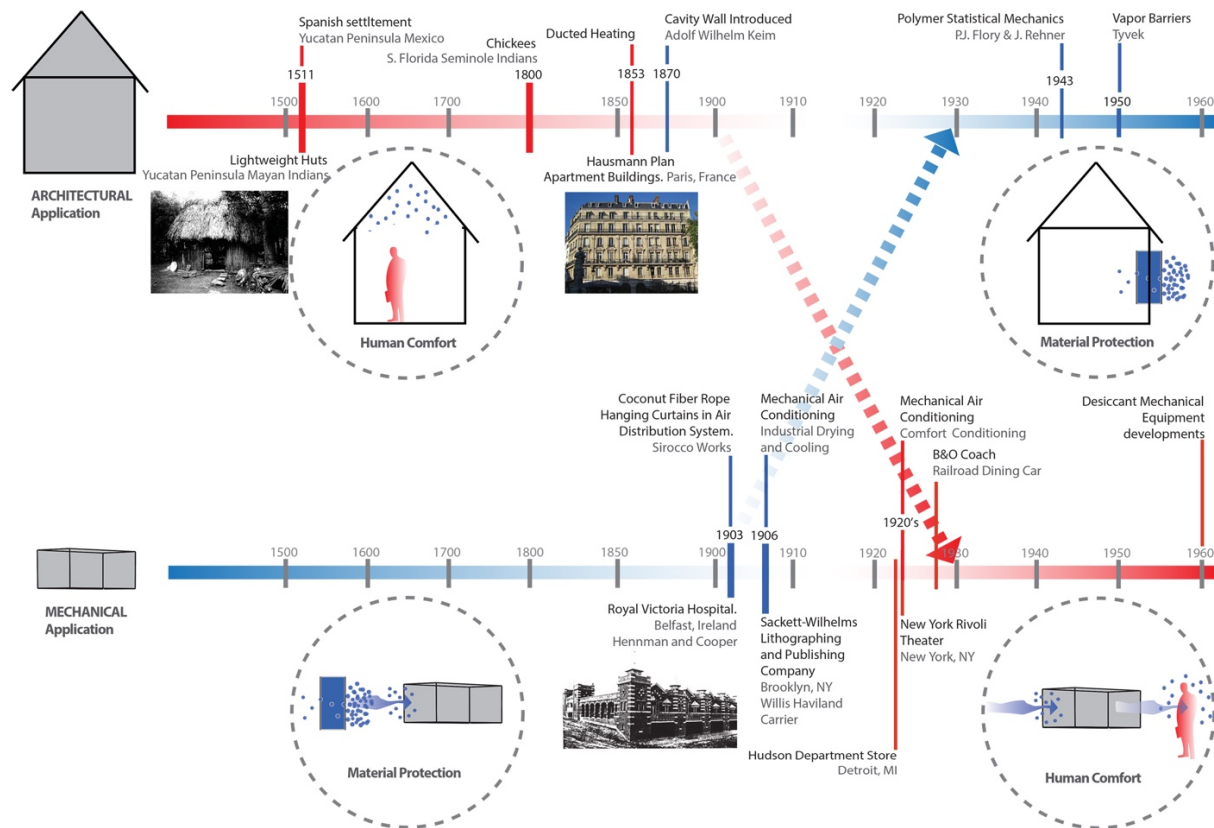 Spanish settltement
Yucatan Peninsula Mexico
1511
Chickees
S. Florida Seminole Indians
1800
Ducted Heating
1853
Cavity Wall Introduced
Adolf Wilhelm Keim
1870
Polymer Statistical Mechanics
P.J. Flory & J. Rehner
1943
Vapor Barriers
Tyvek
1950
1500
1600
1700
1850
1900
1910
1920
1930
1940
1950
1960
ARCHITECTURAL
Application
Lightweight Huts
Yucatan Peninsula Mayan Indians
Human Comfort
Hausmann Plan
Apartment Buildings. Paris, France
Material Protection
Coconut Fiber Rope
Hanging Curtains in Air
Distribution System.
Sirocco Works
1903
Mechanical Air
Conditioning
Industrial Drying
and Cooling
1906
Mechanical Air
Conditioning
Comfort Conditioning
1920's
B&O Coach
Railroad Dining Car
Desiccant Mechanical
Equipment
developments
1500
1600
1700
1850
1900
1910
1920
1930
1940
1950
1960
MECHANICAL
Application
Material Protection
Royal Victoria Hospital.
Belfast, Ireland
Hennman and Cooper
Sackett-Wilhelms
Lithographing
and Publishing
Company
Brooklyn, NY
Willis Haviland
Carrier
Hudson Department Store
Detroit, MI
New York Rivoli
Theater
New York, NY
Human Comfort